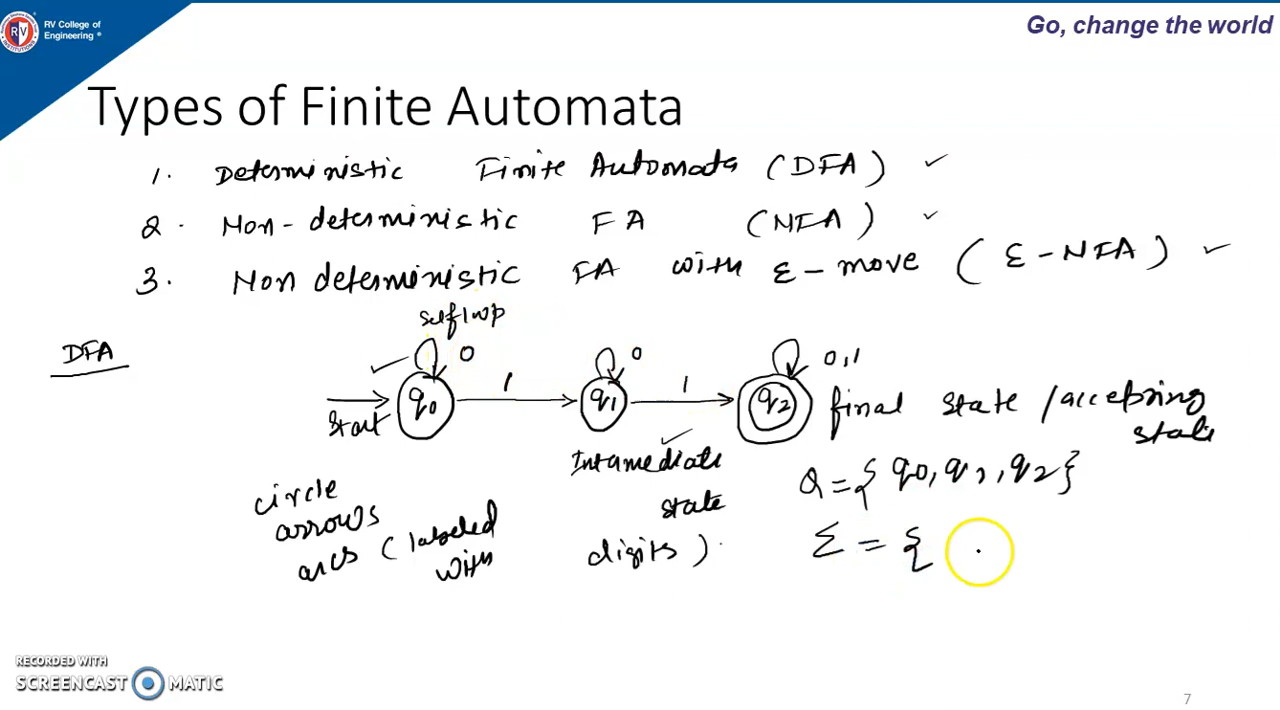 RV College of
Engineering
Go, change the world
Types of Finite Automata
1. Deterministic Finite Automata (DFA) ✓
2. Non-deterministic FA (NFA) ✓
3. Non deterministic FA with ε-move (ε-NFA) ✓
selfloop
DFA
0 0 0,1
q0 1 q1 1 q2 final state /accepting
state
Start
Intermediate
state
Q={q0,q1,q2}
circle
arrows
arcs (labeled
with digits).
Σ = {
RECORDED WITH
SCREENCAST MATIC
7